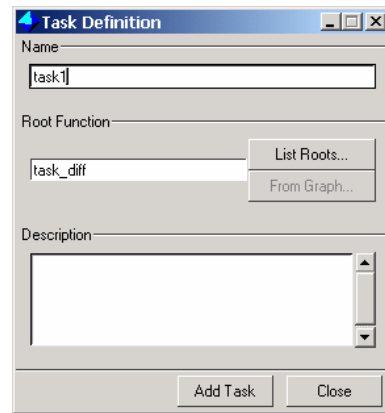 Task Definition
Name
task1
Root Function
List Roots...
task_diff
From Graph...
Description
Add Task
Close